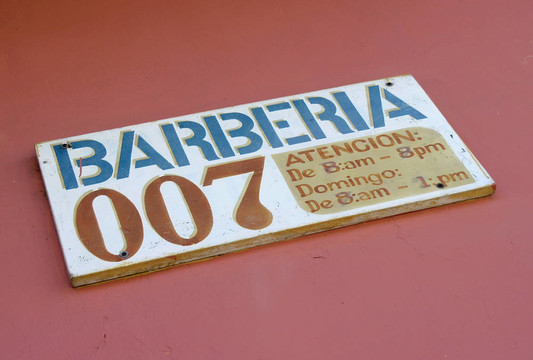 BARBERIA
007
ATENCION:
De 8:am - 8pm
Domingo:
De 8:am - 1:pm